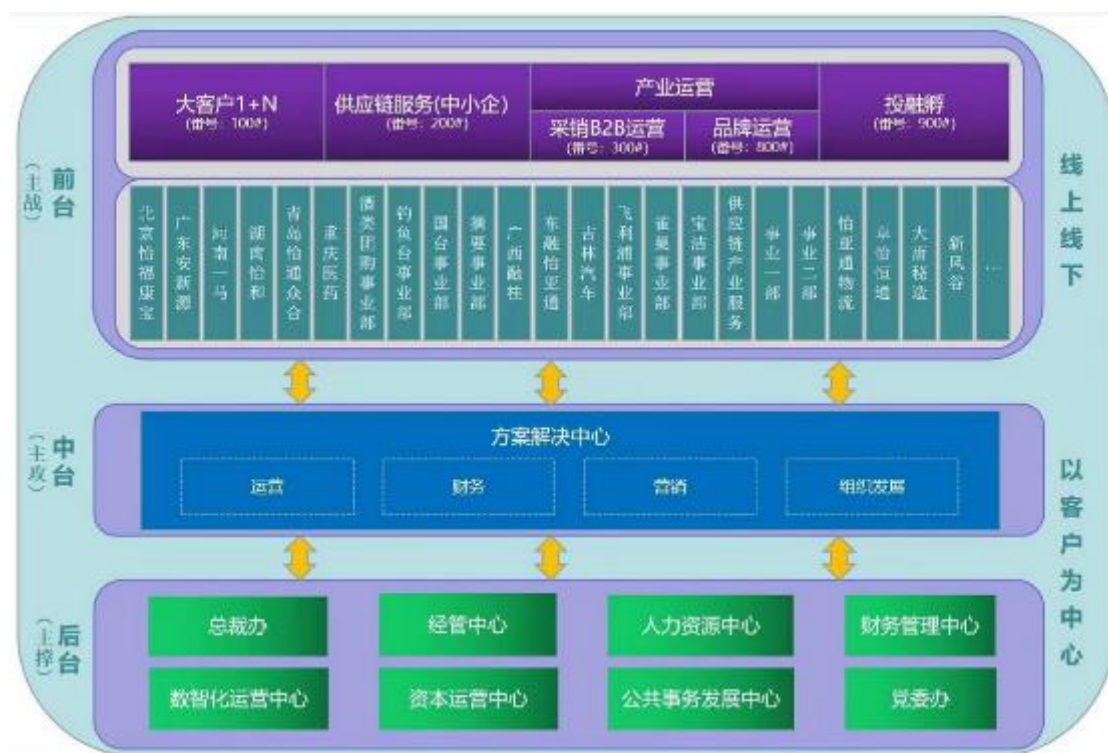 大客户1+N
(番号：100#)
供应链服务(中小企)
(番号：200#)
产业运营
采销B2B运营
(番号：300#)
品牌运营
(番号：800#)
投融孵
(番号：900#)
前台
(主战)
北京怡福康宝
广东安新源
河南一马
湖南怡和
青岛怡通众合
重庆医药
酒类团购事业部
钓鱼台事业部
国台事业部
摘要事业部
广西融桂
东融怡亚通
吉林汽车
飞利浦事业部
雀巢事业部
宝洁事业部
供应链产业服务
事业一部
事业二部
怡亚通物流
卓怡恒通
大唐秘造
新风谷
...
线上线下
中台
(主攻)
方案解决中心
运营
财务
营销
组织发展
以客户为中心
后台
(主撑)
总裁办
经管中心
人力资源中心
财务管理中心
数智化运营中心
资本运营中心
公共事务发展中心
党委办